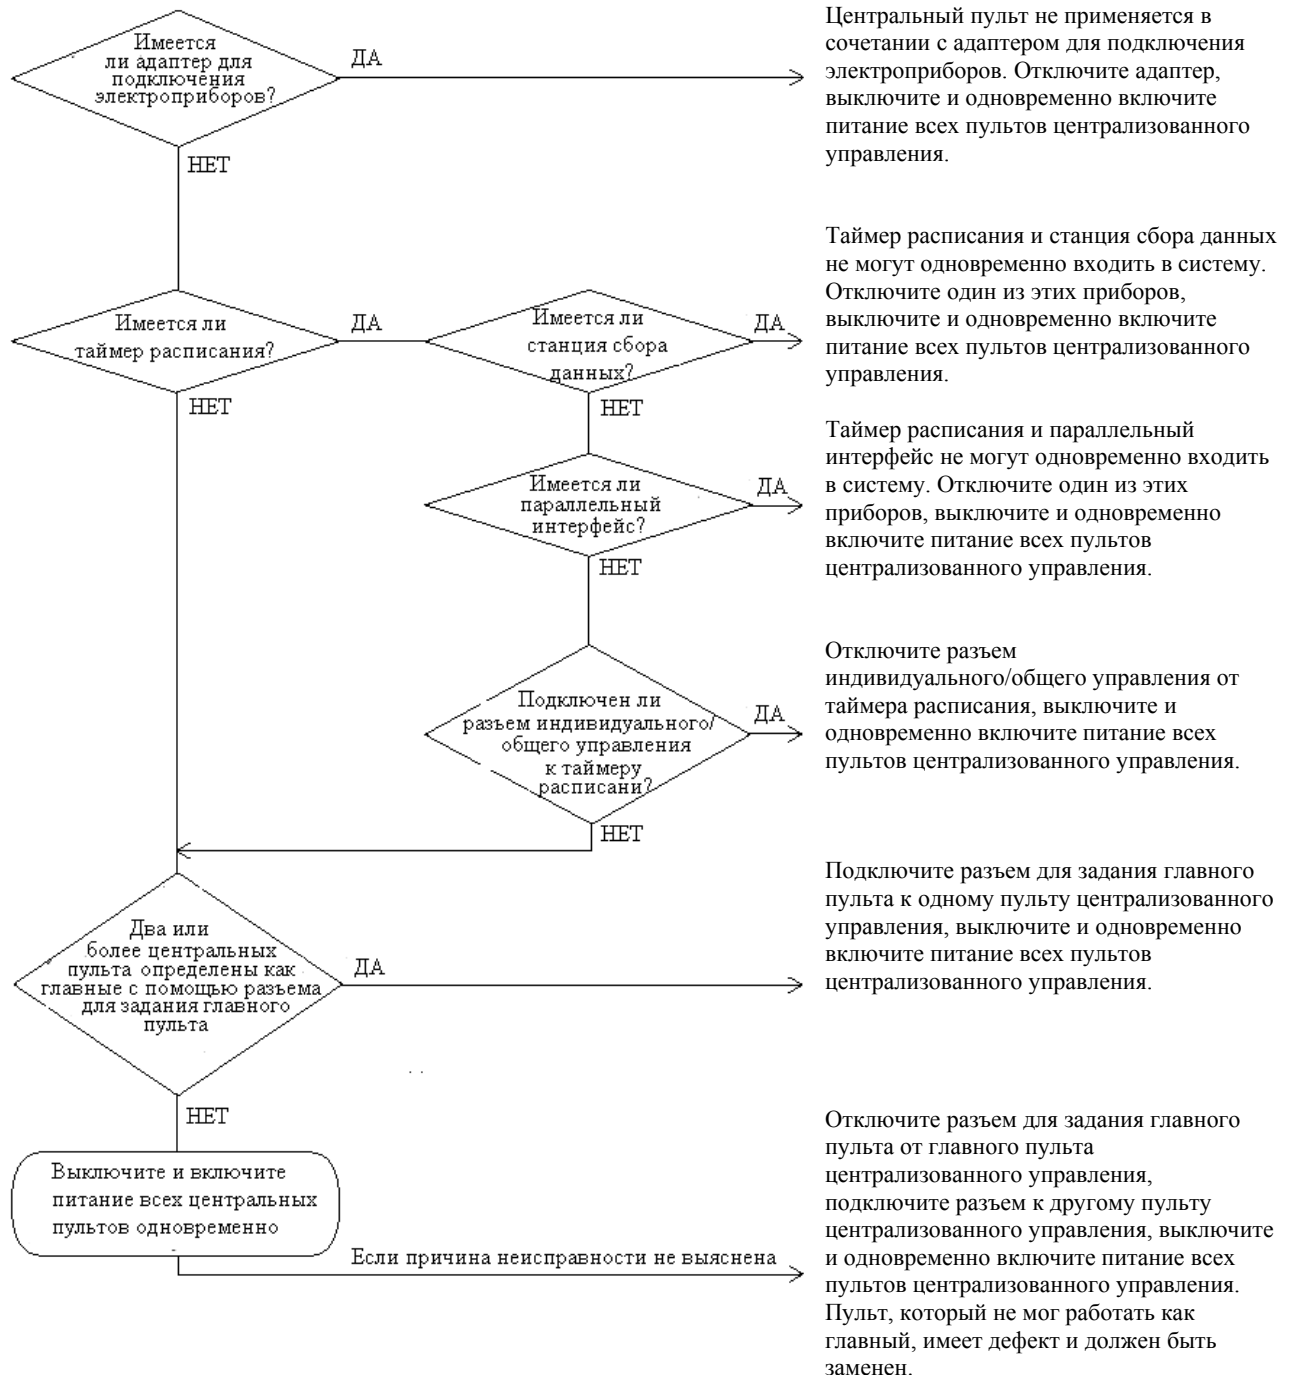 Имеется
ли адаптер для
подключения
электроприборов?
ДА
Центральный пульт не применяется в
сочетании с адаптером для подключения
электроприборов. Отключите адаптер,
выключите и одновременно включите
питание всех пультов централизованного
управления.
НЕТ
Имеется ли
таймер расписания?
ДА
Имеется ли
станция сбора
данных?
ДА
Таймер расписания и станция сбора данных
не могут одновременно входить в систему.
Отключите один из этих приборов,
выключите и одновременно включите
питание всех пультов централизованного
управления.
НЕТ
НЕТ
Имеется ли
параллельный
интерфейс?
ДА
Таймер расписания и параллельный
интерфейс не могут одновременно входить
в систему. Отключите один из этих
приборов, выключите и одновременно
включите питание всех пультов
централизованного управления.
НЕТ
Подключен ли
разъем индивидуального/
общего управления
к таймеру
расписани?
ДА
Отключите разъем
индивидуального/общего управления от
таймера расписания, выключите и
одновременно включите питание всех
пультов централизованного управления.
НЕТ
Два или
более центральных
пульта определены как
главные с помощью разъема
для задания главного
пульта
ДА
Подключите разъем для задания главного
пульта к одному пульту централизованного
управления, выключите и одновременно
включите питание всех пультов
централизованного управления.
НЕТ
Выключите и включите
питание всех центральных
пультов одновременно
Если причина неисправности не выяснена
Отключите разъем для задания главного
пульта от главного пульта
централизованного управления,
подключите разъем к другому пульту
централизованного управления, выключите
и одновременно включите питание всех
пультов централизованного управления.
Пульт, который не мог работать как
главный, имеет дефект и должен быть
заменен.